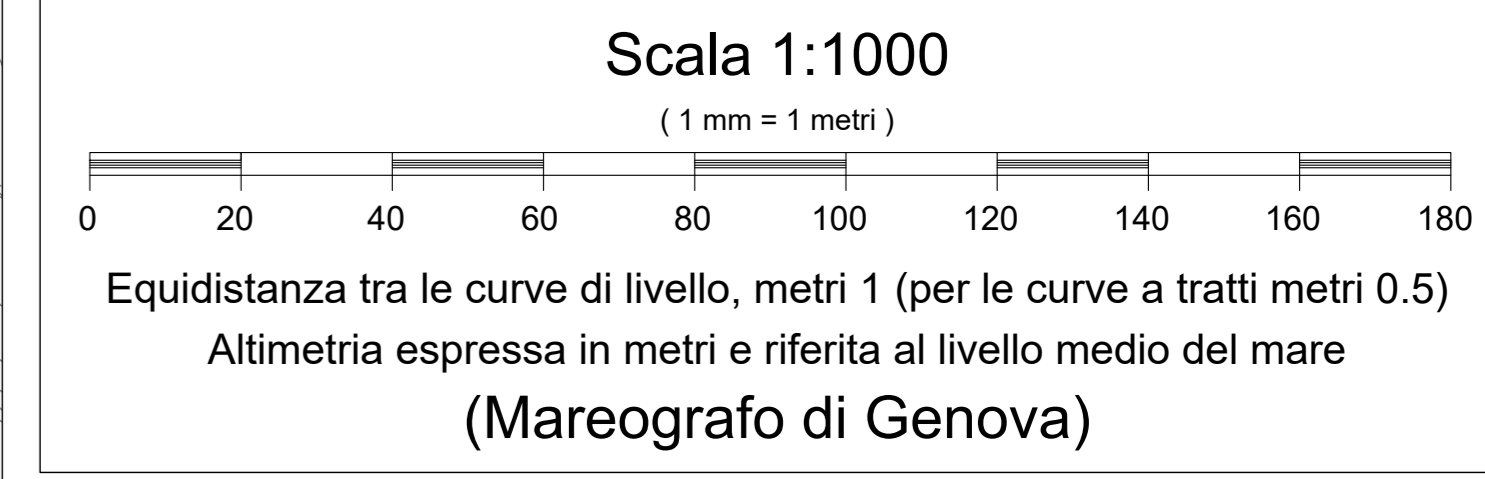 Scala 1:1000
( 1 mm = 1 metri )
0 20 40 60 80 100 120 140 160 180
Equidistanza tra le curve di livello, metri 1 (per le curve a tratti metri 0.5)
Altimetria espressa in metri e riferita al livello medio del mare
(Mareografo di Genova)